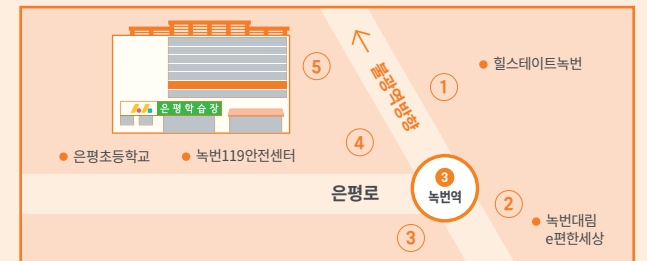 5
불광역방향
1
힐스테이트녹번
은평학습장
4
은평초등학교
녹번119안전센터
3
녹번역
은평로
2
3
녹번대림
e편한세상